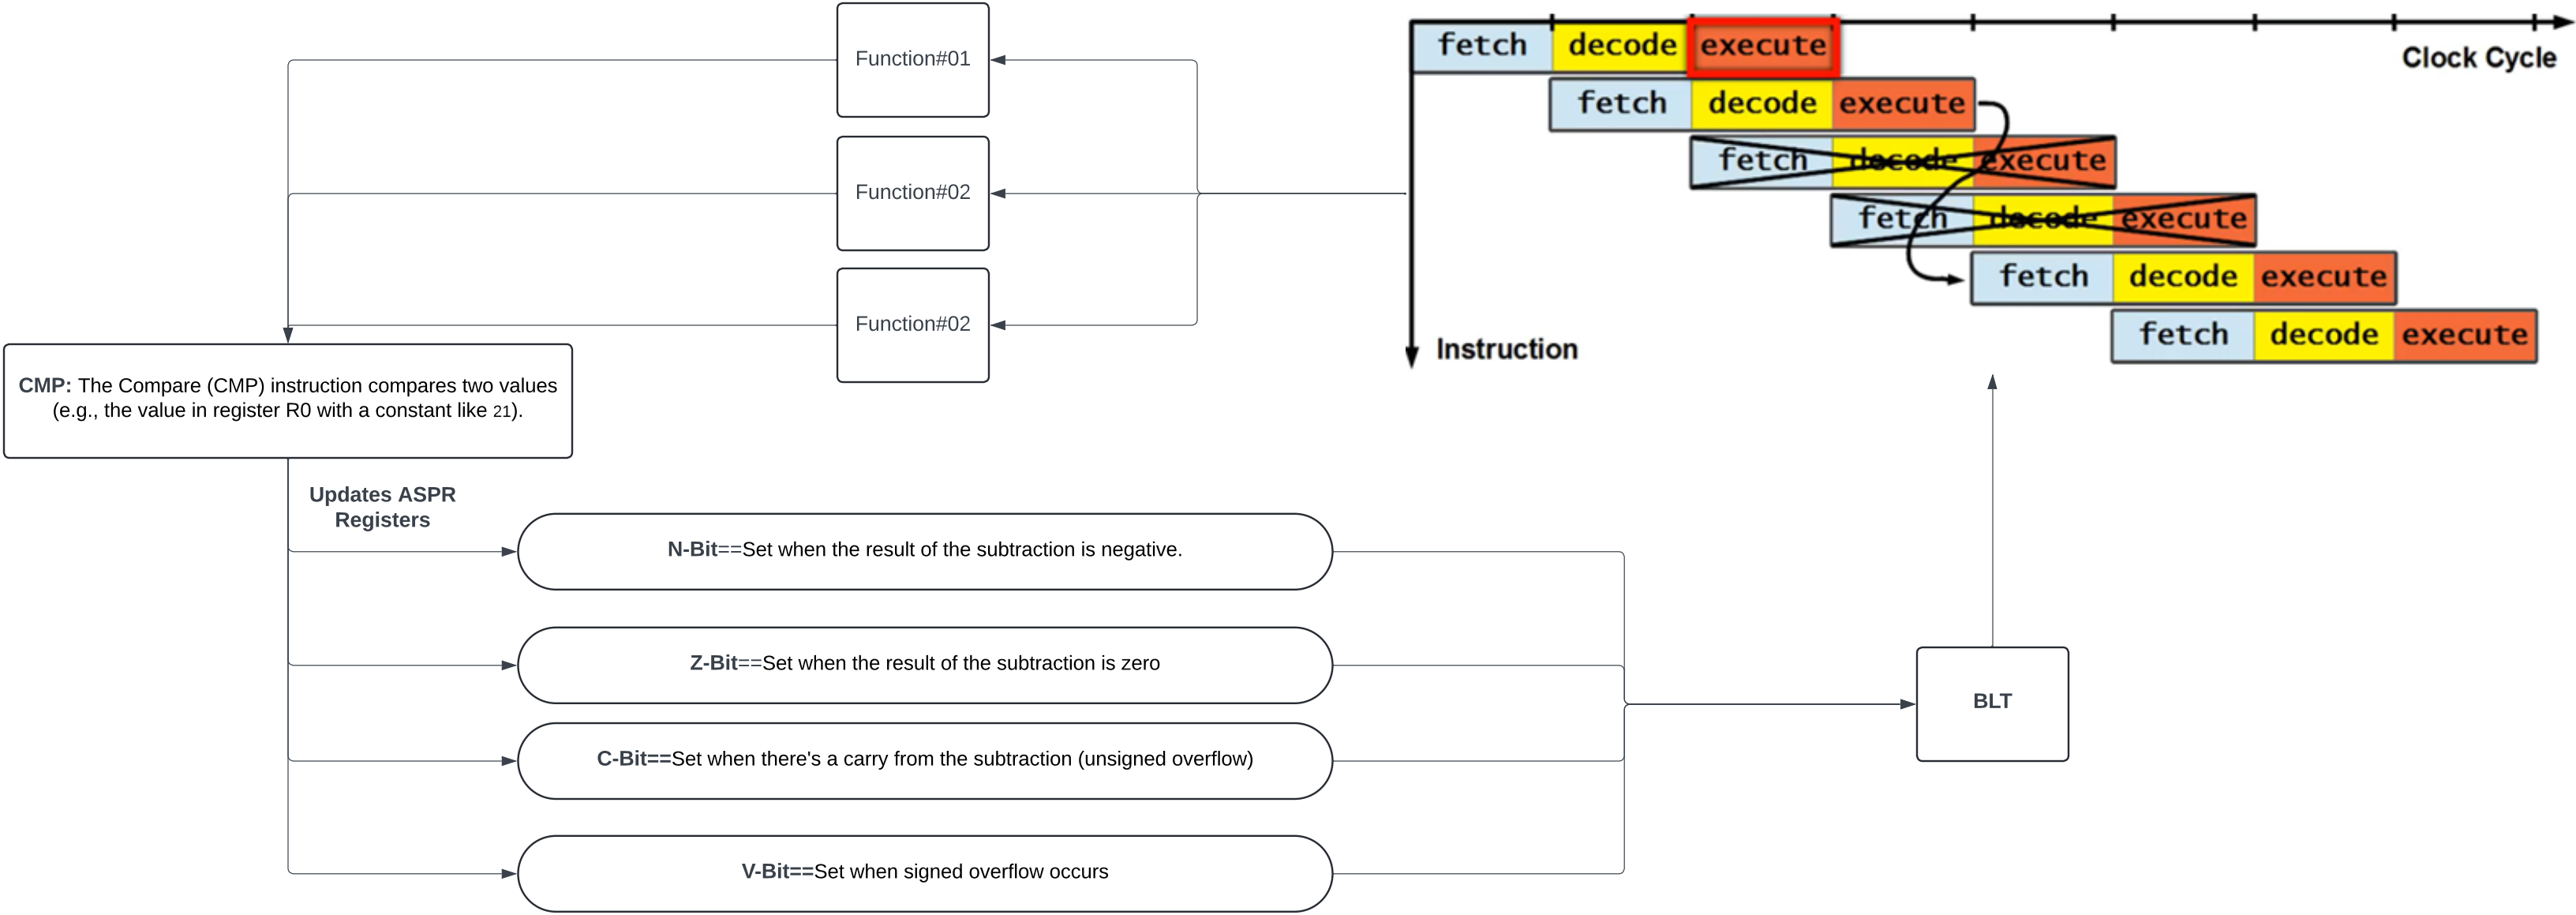 Function#01
Function#02
Function#02
fetch decode execute
Clock Cycle
fetch decode execute
fetch decode execute
fetch decode execute
fetch decode execute
fetch decode execute
Instruction
CMP: The Compare (CMP) instruction compares two values
(e.g., the value in register R0 with a constant like 21).
Updates ASPR
Registers
N-Bit==Set when the result of the subtraction is negative.
Z-Bit==Set when the result of the subtraction is zero
C-Bit==Set when there's a carry from the subtraction (unsigned overflow)
V-Bit==Set when signed overflow occurs
BLT